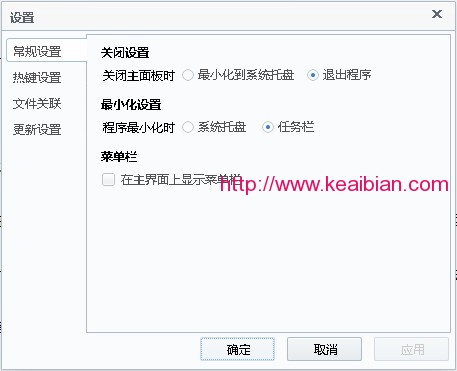 设置
常规设置
热键设置
文件关联
更新设置
关闭设置
关闭主面板时 最小化到系统托盘 退出程序
最小化设置
程序最小化时 系统托盘 任务栏
菜单栏
在主界面上显示菜单栏
http://www.keaibian.com
确定 取消 应用